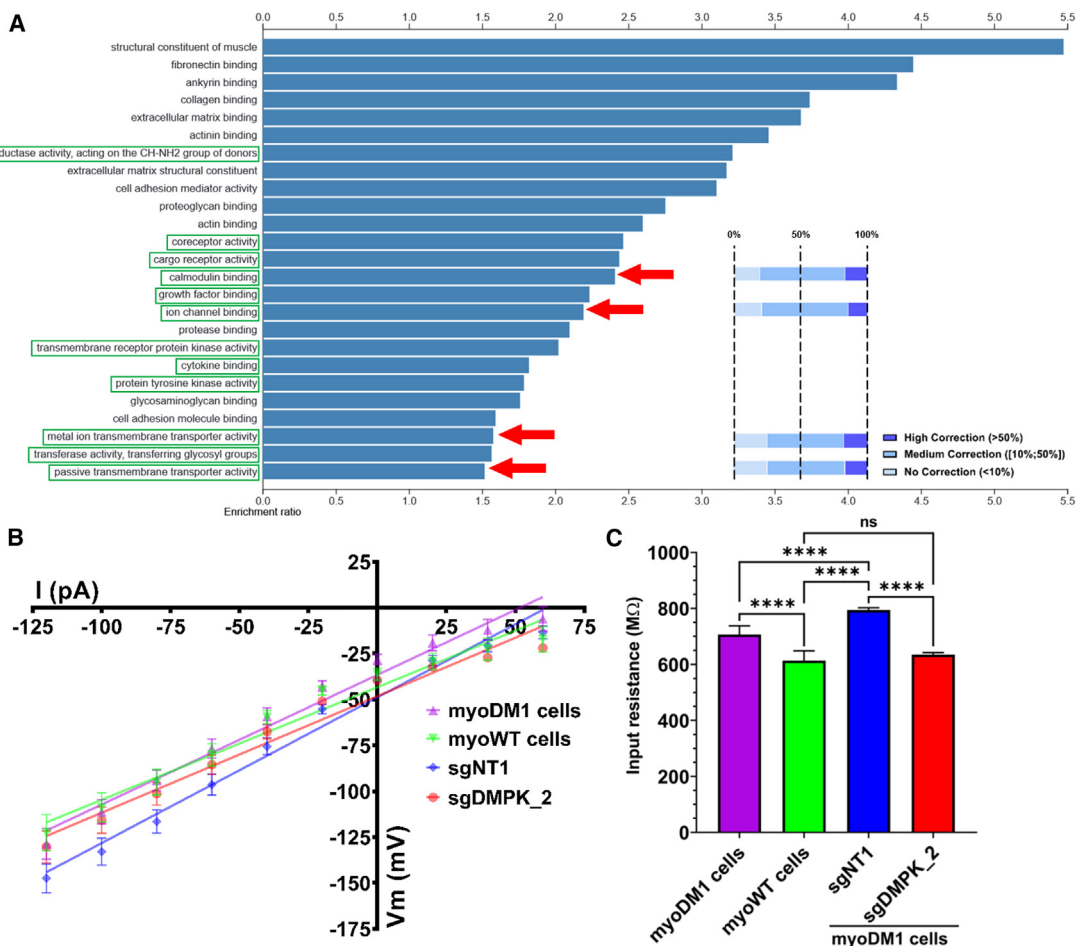 A
0.0 0.5 1.0 1.5 2.0 2.5 3.0 3.5 4.0 4.5 5.0 5.5
structural constituent of muscle
fibronectin binding
ankyrin binding
collagen binding
extracellular matrix binding
actinin binding
ductase activity, acting on the CH-NH2 group of donors
extracellular matrix structural constituent
cell adhesion mediator activity
proteoglycan binding
actin binding
coreceptor activity
cargo receptor activity
calmodulin binding
growth factor binding
ion channel binding
protease binding
transmembrane receptor protein kinase activity
cytokine binding
protein tyrosine kinase activity
glycosaminoglycan binding
cell adhesion molecule binding
metal ion transmembrane transporter activity
transferase activity, transferring glycosyl groups
passive transmembrane transporter activity
0% 50% 100%
High Correction (>50%)
Medium Correction ([10%;50%])
No Correction (<10%)
0.0 0.5 1.0 1.5 2.0 2.5 3.0 3.5 4.0 4.5 5.0 5.5
Enrichment ratio
B
I (pA)
-125 -100 -75 -50 -25 0 25 50 75
25
-25
-50
-75
-100
-125
-150
-175
Vm (mV)
myoDM1 cells
myoWT cells
sgNT1
sgDMPK_2
C
Input resistance (MΩ)
1000
800
600
400
200
0
ns
****
****
**** ****
myoDM1 cells
myoWT cells
sgNT1
sgDMPK_2
myoDM1 cells